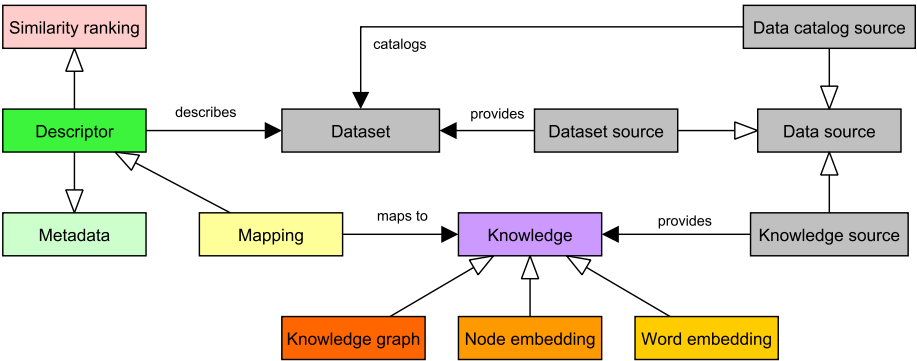 Similarity ranking
Data catalog source
catalogs
describes
provides
Descriptor
Dataset
Dataset source
Data source
maps to
provides
Metadata
Mapping
Knowledge
Knowledge source
Knowledge graph
Node embedding
Word embedding